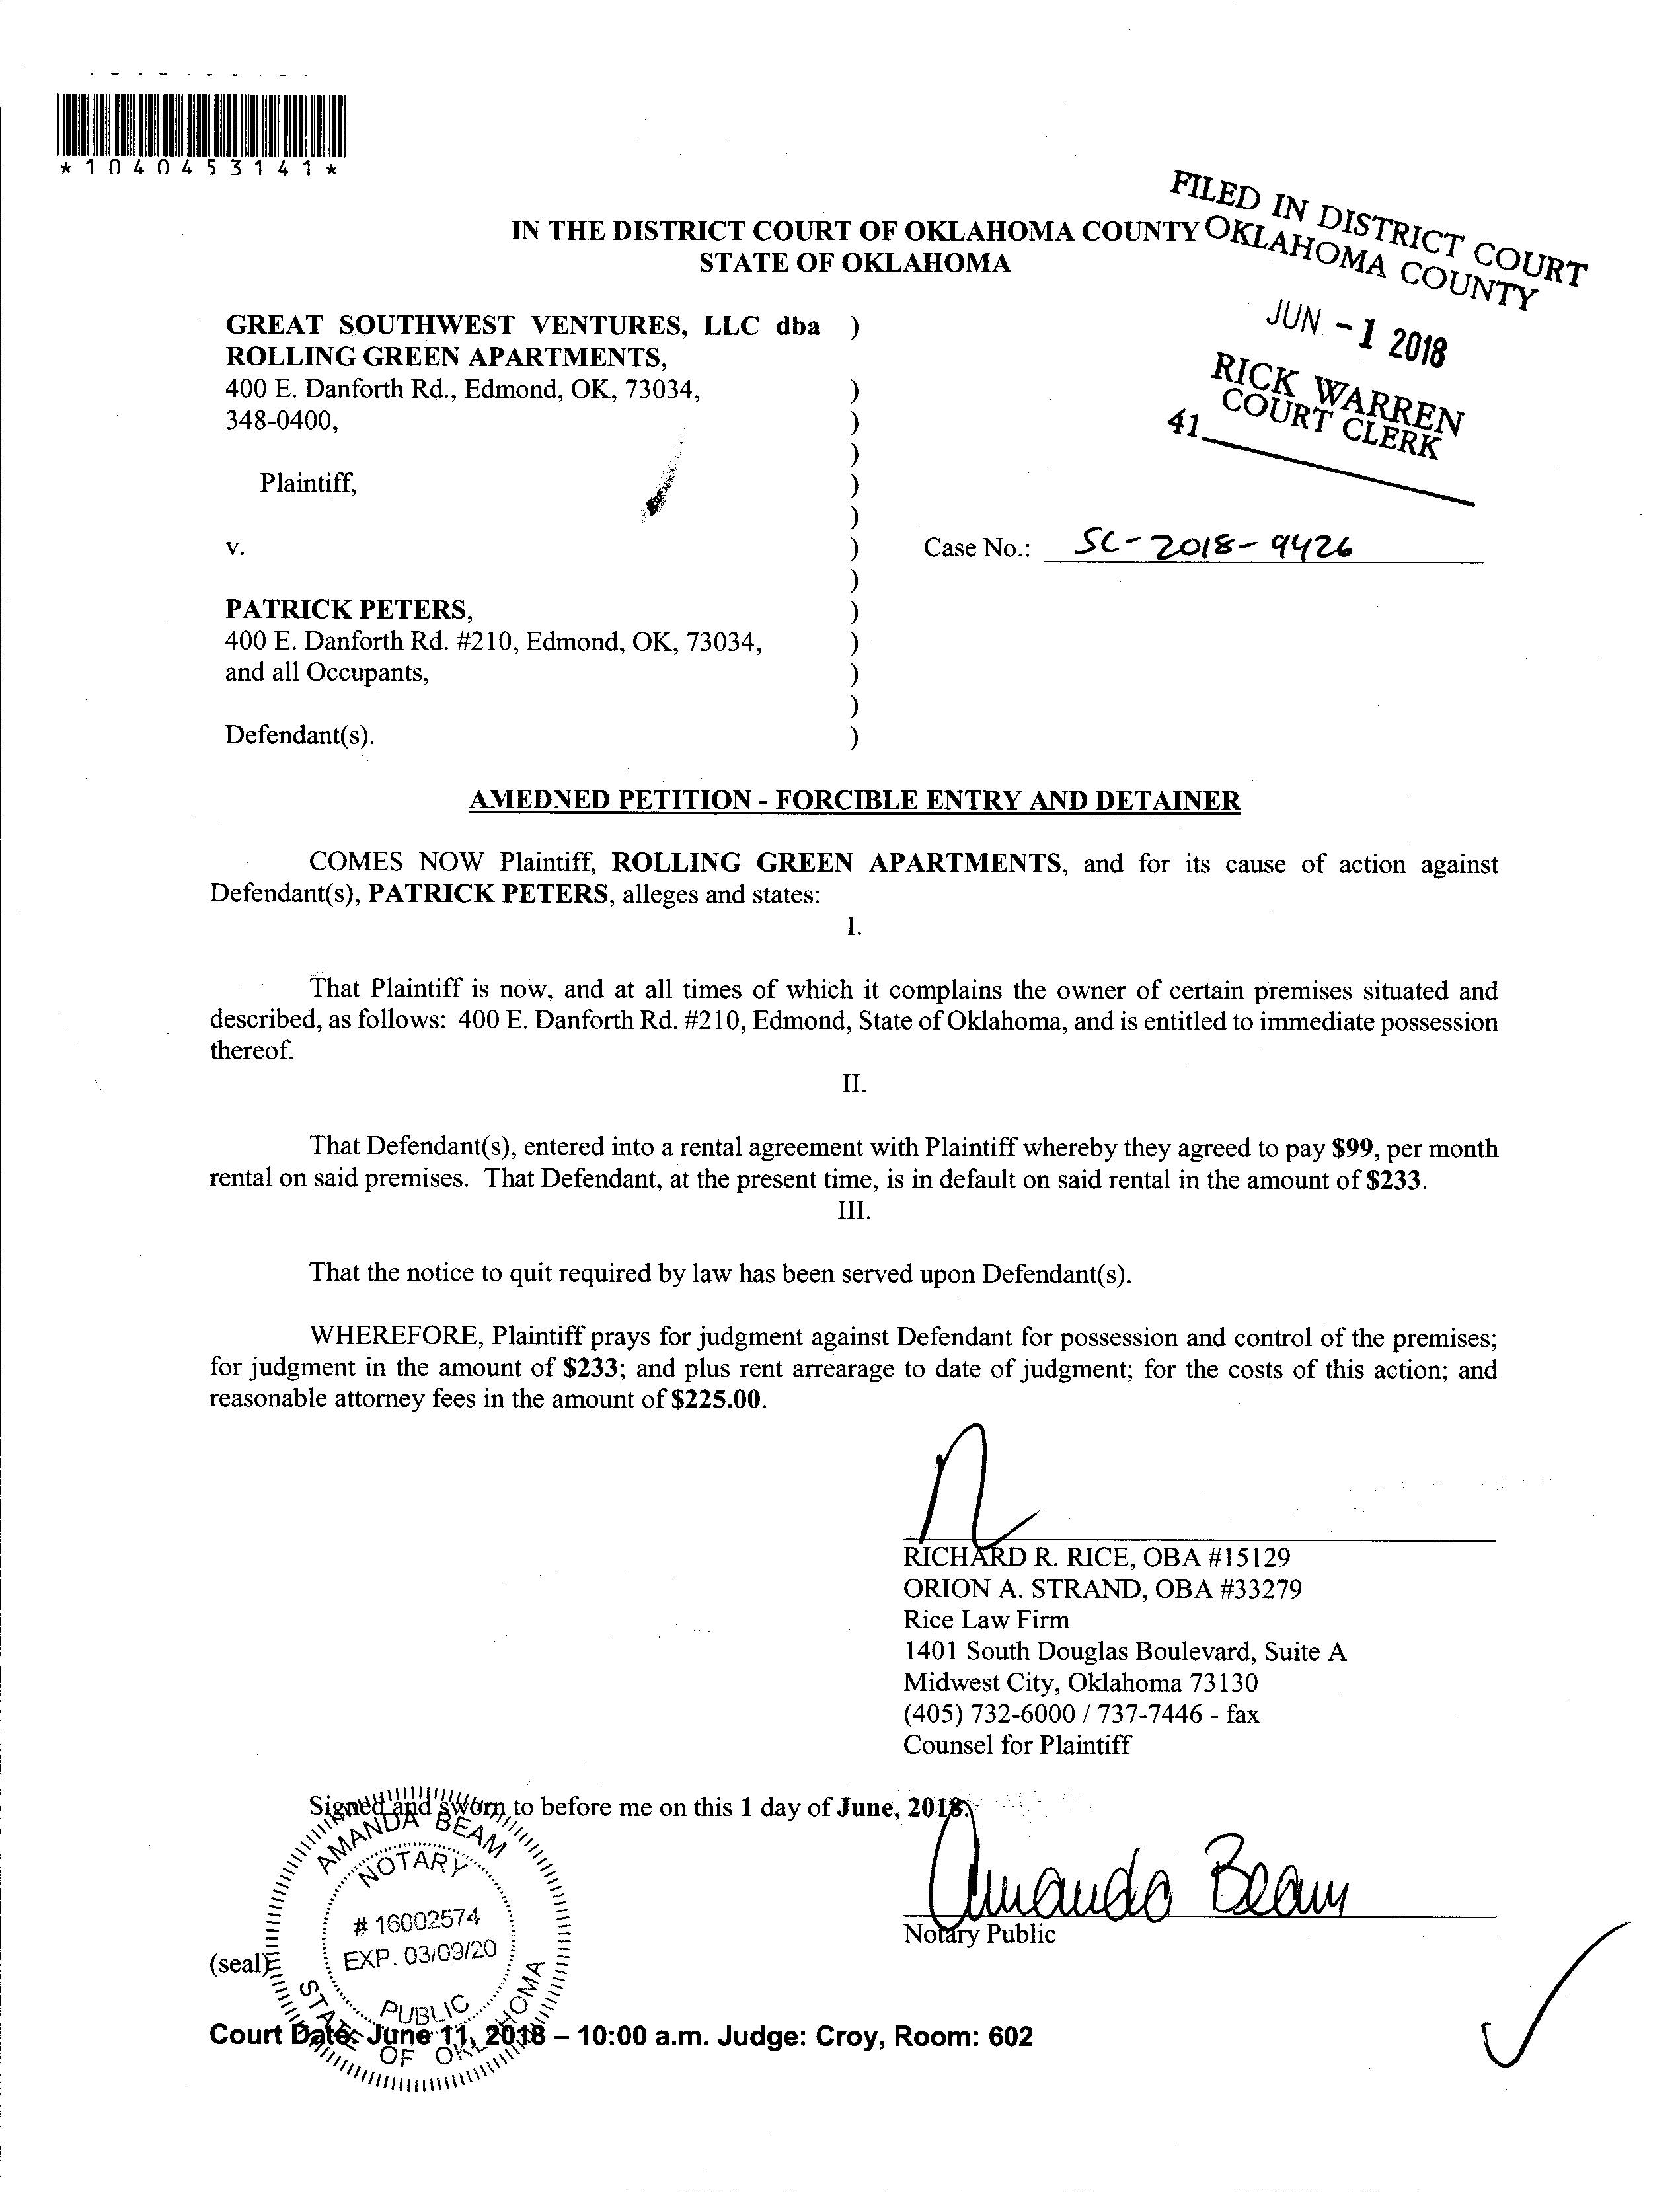 *1040453141*
FILED IN DISTRICT COURT
OKLAHOMA COUNTY
JUN -1 2018
RICK WARREN
COURT CLERK
41
IN THE DISTRICT COURT OF OKLAHOMA COUNTY
STATE OF OKLAHOMA
GREAT SOUTHWEST VENTURES, LLC dba )
ROLLING GREEN APARTMENTS,
400 E. Danforth Rd., Edmond, OK, 73034, )
348-0400, )
)
Plaintiff, )
)
v. ) Case No.: SC-2018-9426
)
PATRICK PETERS, )
400 E. Danforth Rd. #210, Edmond, OK, 73034, )
and all Occupants, )
)
Defendant(s). )
AMEDNED PETITION - FORCIBLE ENTRY AND DETAINER
COMES NOW Plaintiff, ROLLING GREEN APARTMENTS, and for its cause of action against
Defendant(s), PATRICK PETERS, alleges and states:
I.
That Plaintiff is now, and at all times of which it complains the owner of certain premises situated and
described, as follows: 400 E. Danforth Rd. #210, Edmond, State of Oklahoma, and is entitled to immediate possession
thereof.
II.
That Defendant(s), entered into a rental agreement with Plaintiff whereby they agreed to pay $99, per month
rental on said premises. That Defendant, at the present time, is in default on said rental in the amount of $233.
III.
That the notice to quit required by law has been served upon Defendant(s).
WHEREFORE, Plaintiff prays for judgment against Defendant for possession and control of the premises;
for judgment in the amount of $233; and plus rent arrearage to date of judgment; for the costs of this action; and
reasonable attorney fees in the amount of $225.00.
RICHARD R. RICE, OBA #15129
ORION A. STRAND, OBA #33279
Rice Law Firm
1401 South Douglas Boulevard, Suite A
Midwest City, Oklahoma 73130
(405) 732-6000 / 737-7446 - fax
Counsel for Plaintiff
Signed and sworn to before me on this 1 day of June, 2018.
Amanda Beam
Notary Public
(seal)
AMANDA BEAM
NOTARY
# 16002574
EXP. 03/09/20
PUBLIC
STATE OF OKLAHOMA
Court Date: June 11, 2018 – 10:00 a.m. Judge: Croy, Room: 602